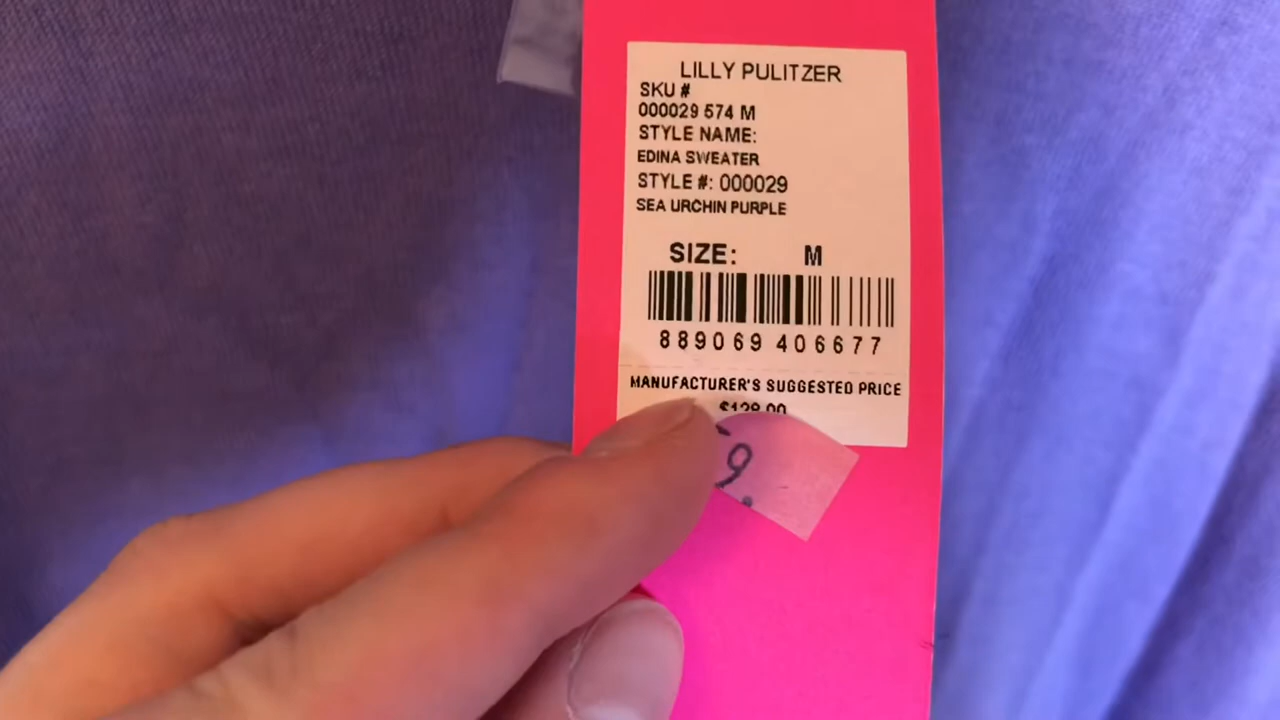 LILLY PULITZER
SKU #
000029 574 M
STYLE NAME:
EDINA SWEATER
STYLE #: 000029
SEA URCHIN PURPLE
SIZE: M
889069 406677
MANUFACTURER'S SUGGESTED PRICE
9.